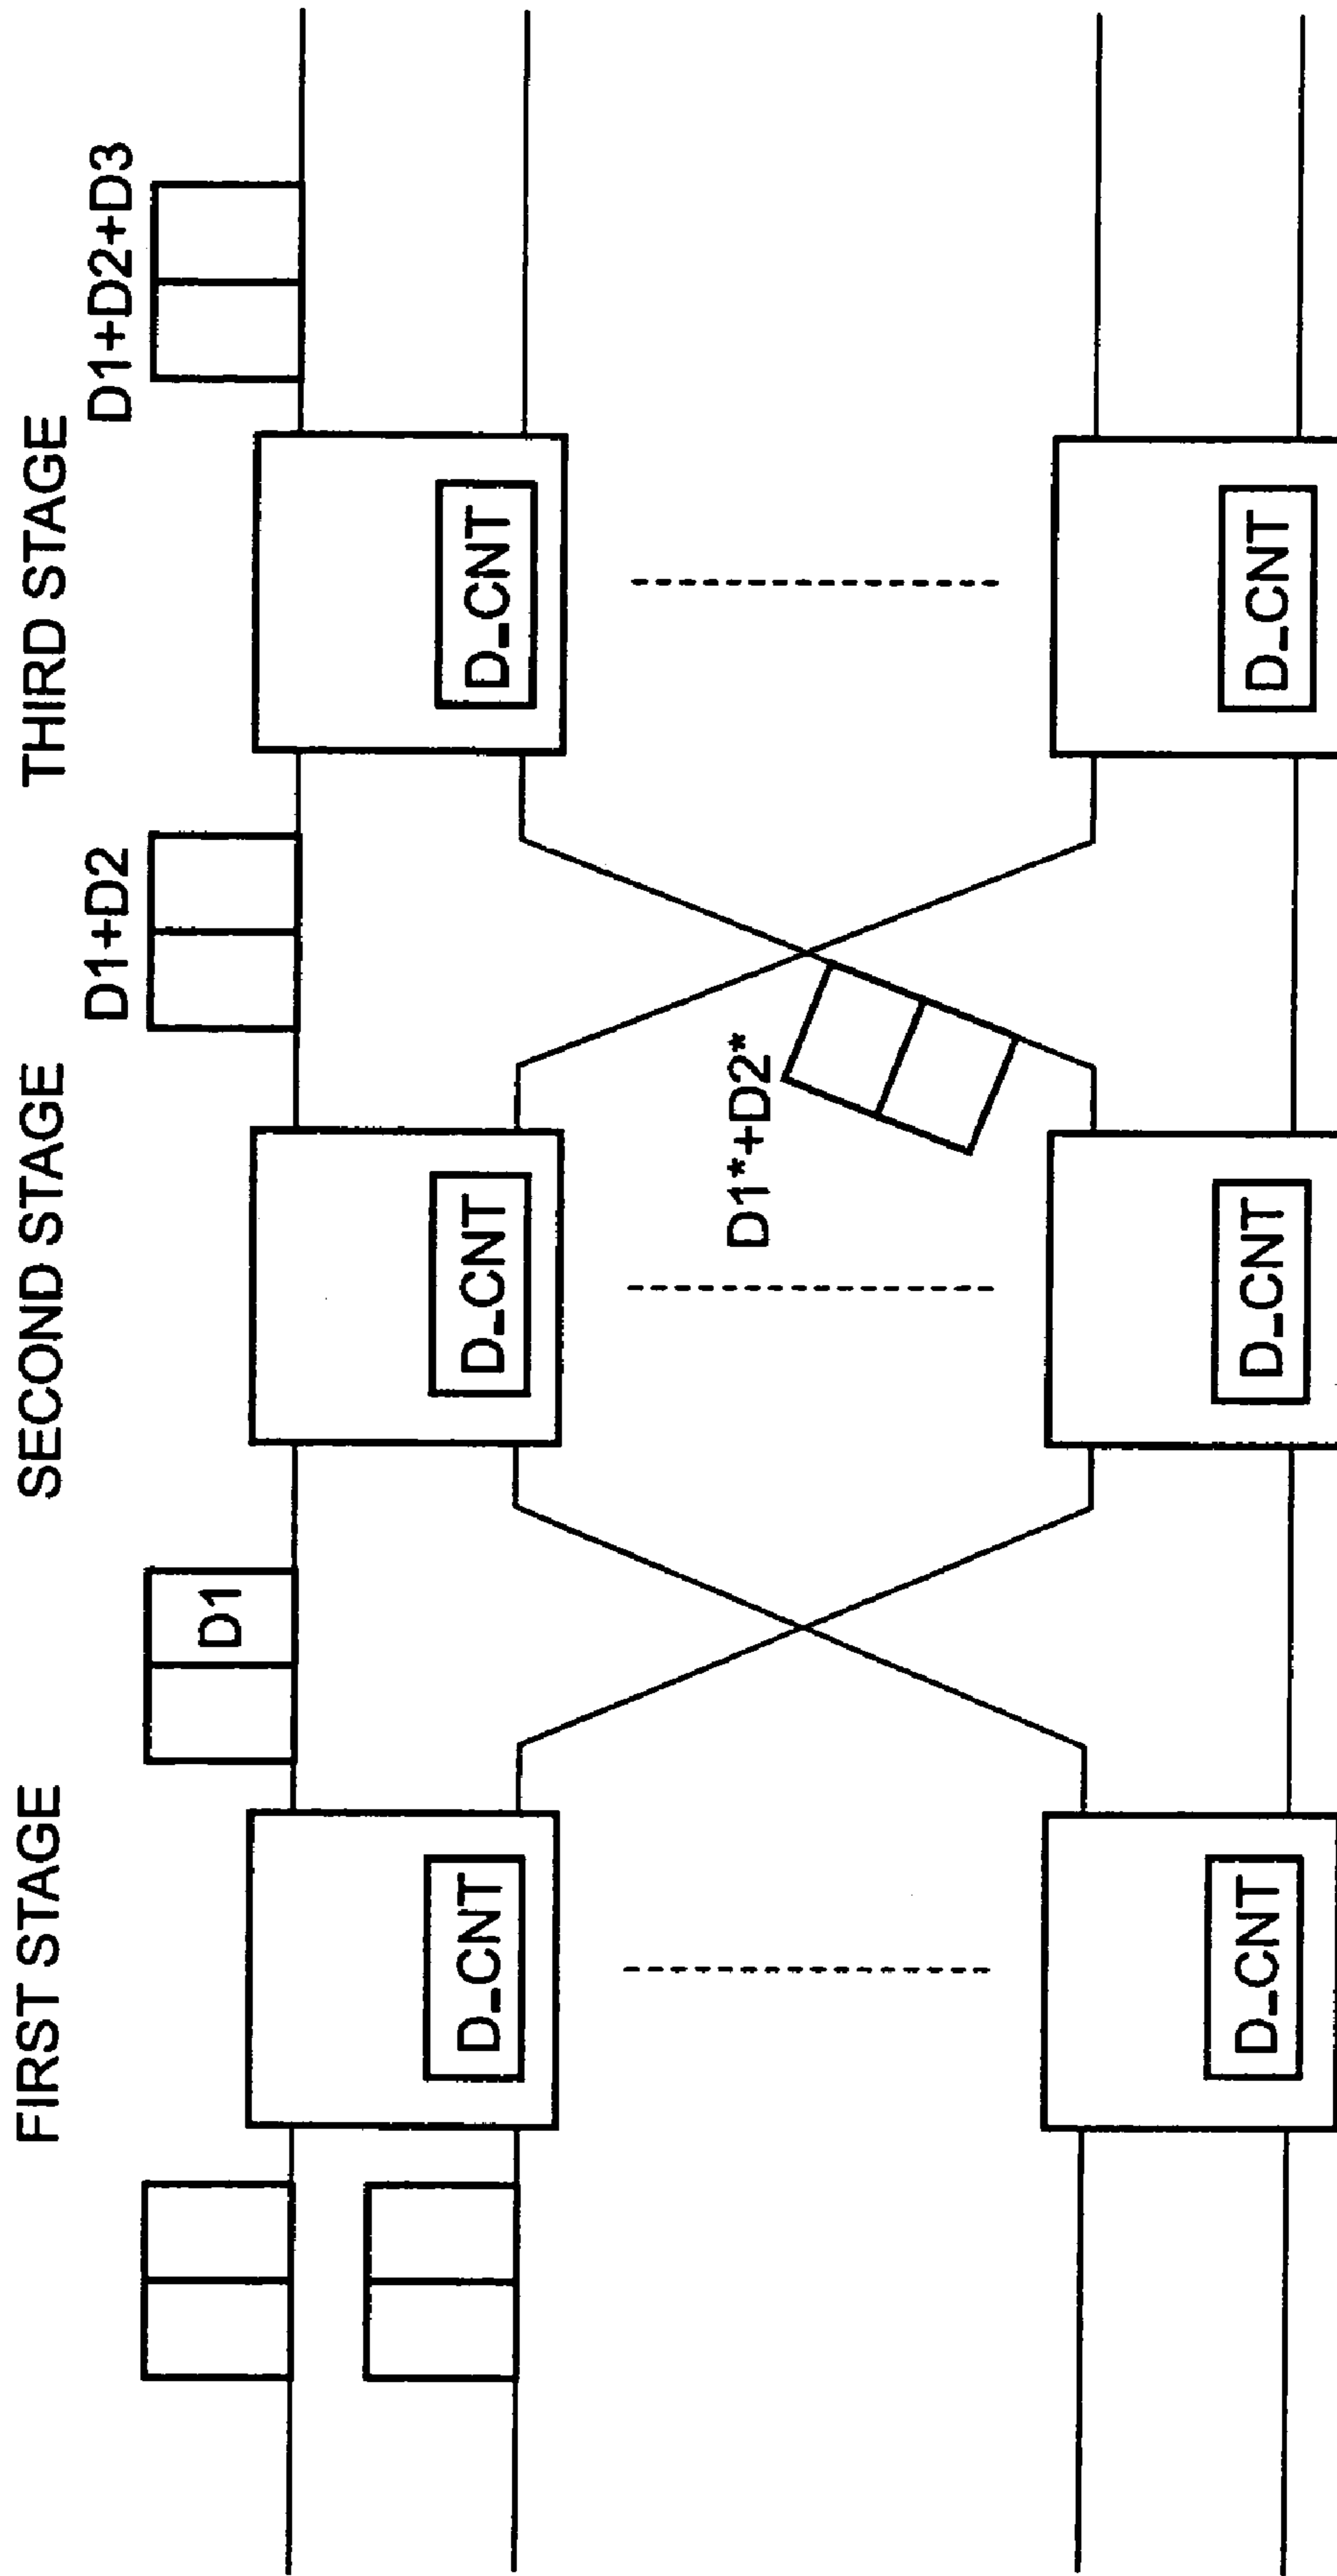 FIRST STAGE
SECOND STAGE
THIRD STAGE
D1
D1+D2
D1+D2+D3
D_CNT
D_CNT
D_CNT
D1*+D2*
D_CNT
D_CNT
D_CNT